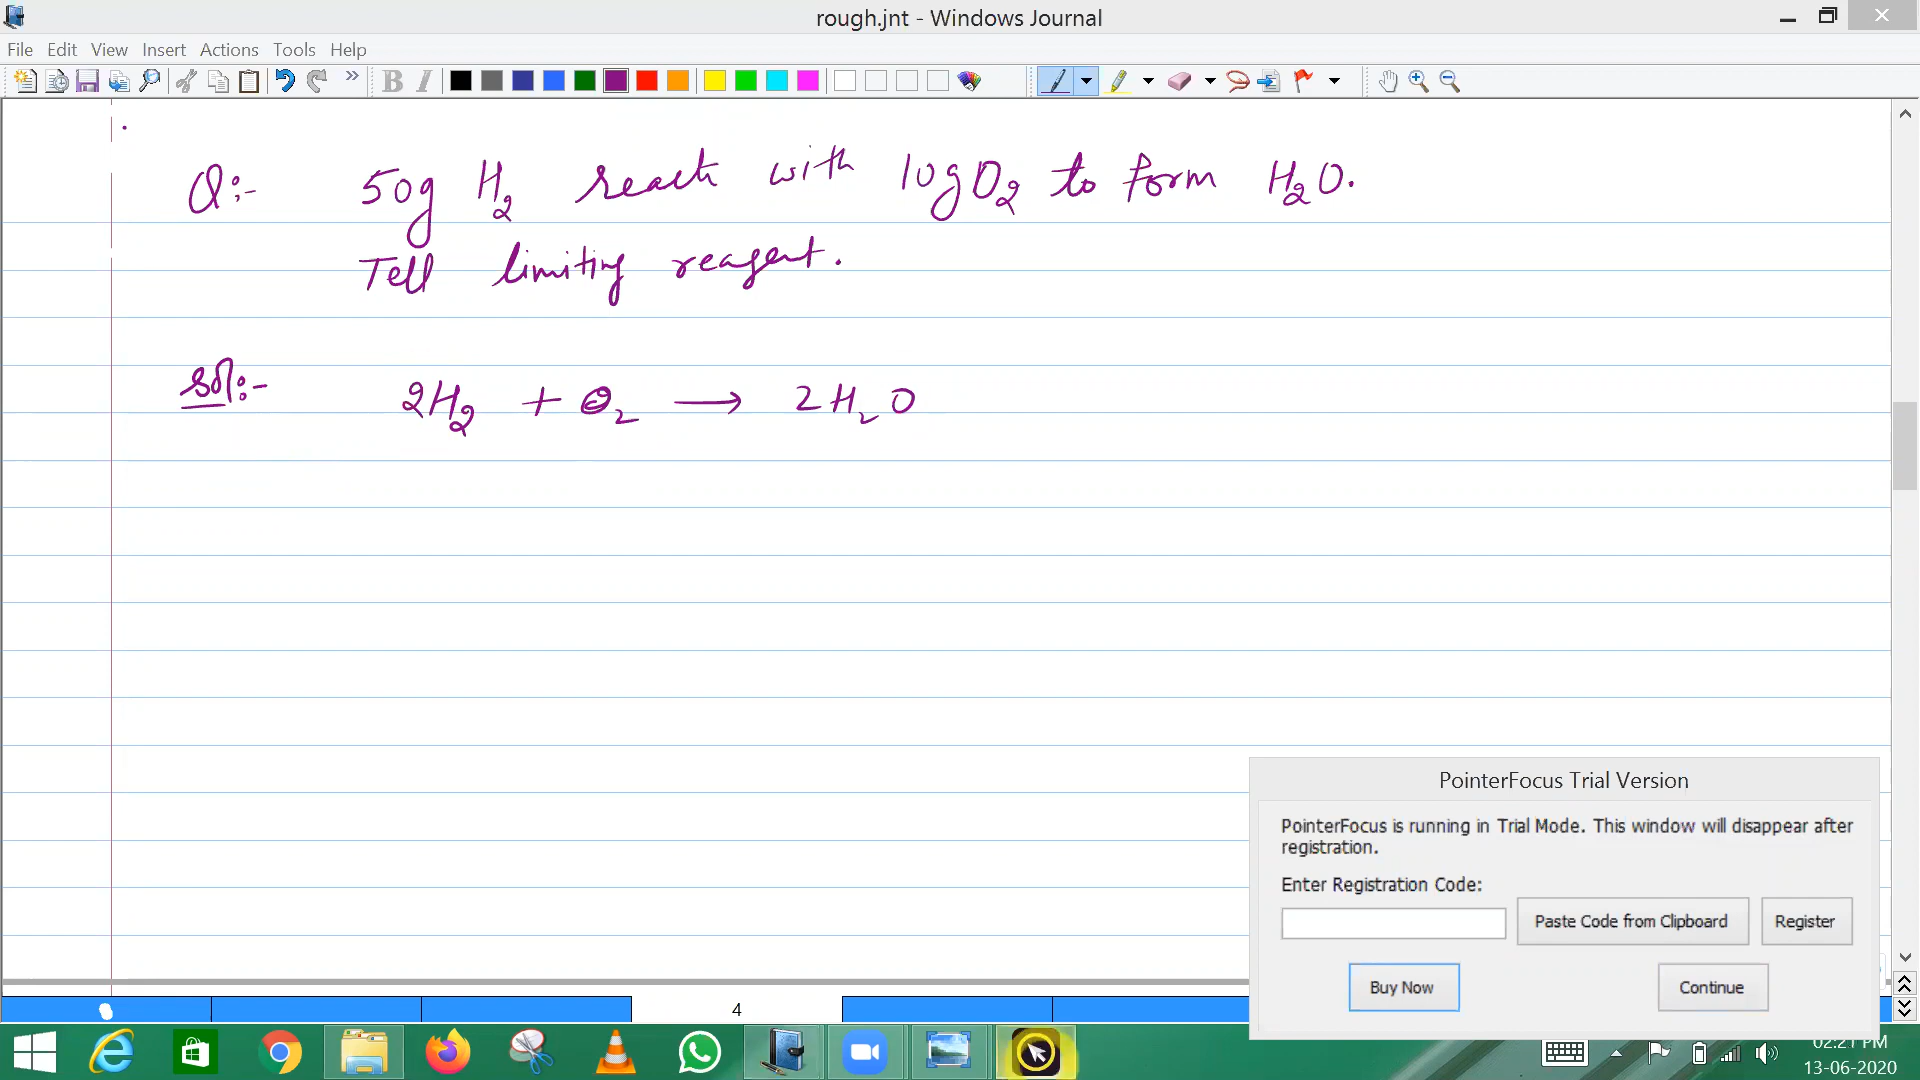 rough.jnt - Windows Journal
File Edit View Insert Actions Tools Help
Q:- 50g H2 react with 10g O2 to form H2O.
Tell limiting reagent.
Sol:- 2H2 + O2 → 2H2O
PointerFocus Trial Version
PointerFocus is running in Trial Mode. This window will disappear after
registration.
Enter Registration Code:
Paste Code from Clipboard Register
Buy Now Continue
4
02:21 PM
13-06-2020